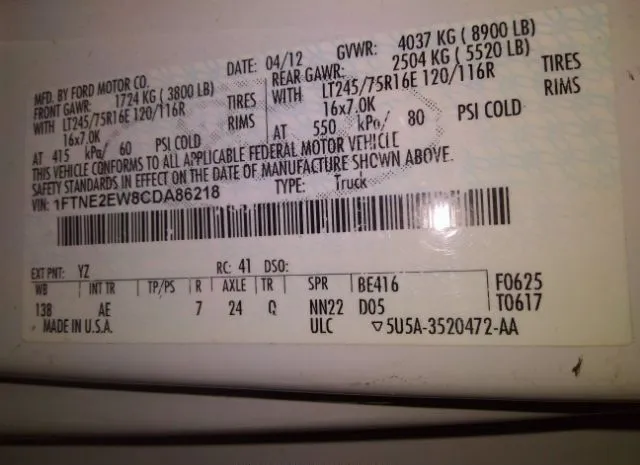 MFD. BY FORD MOTOR CO.
DATE: 04/12 GVWR: 4037 KG ( 8900 LB)
FRONT GAWR: 1724 KG ( 3800 LB)
REAR GAWR: 2504 KG ( 5520 LB)
WITH LT245/75R16E 120/116R TIRES
WITH LT245/75R16E 120/116R TIRES
16x7.0K RIMS
16x7.0K RIMS
AT 415 kPa/ 60 PSI COLD
AT 550 kPa/ 80 PSI COLD
THIS VEHICLE CONFORMS TO ALL APPLICABLE FEDERAL MOTOR VEHICLE
SAFETY STANDARDS IN EFFECT ON THE DATE OF MANUFACTURE SHOWN ABOVE.
VIN: 1FTNE2EW8CDA86218 TYPE: Truck
EXT PNT: YZ RC: 41 DSO:
WB INT TR TP/PS R AXLE TR SPR BE416 F0625
138 AE 7 24 Q NN22 D05 T0617
MADE IN U.S.A. ULC ▽5U5A-3520472-AA